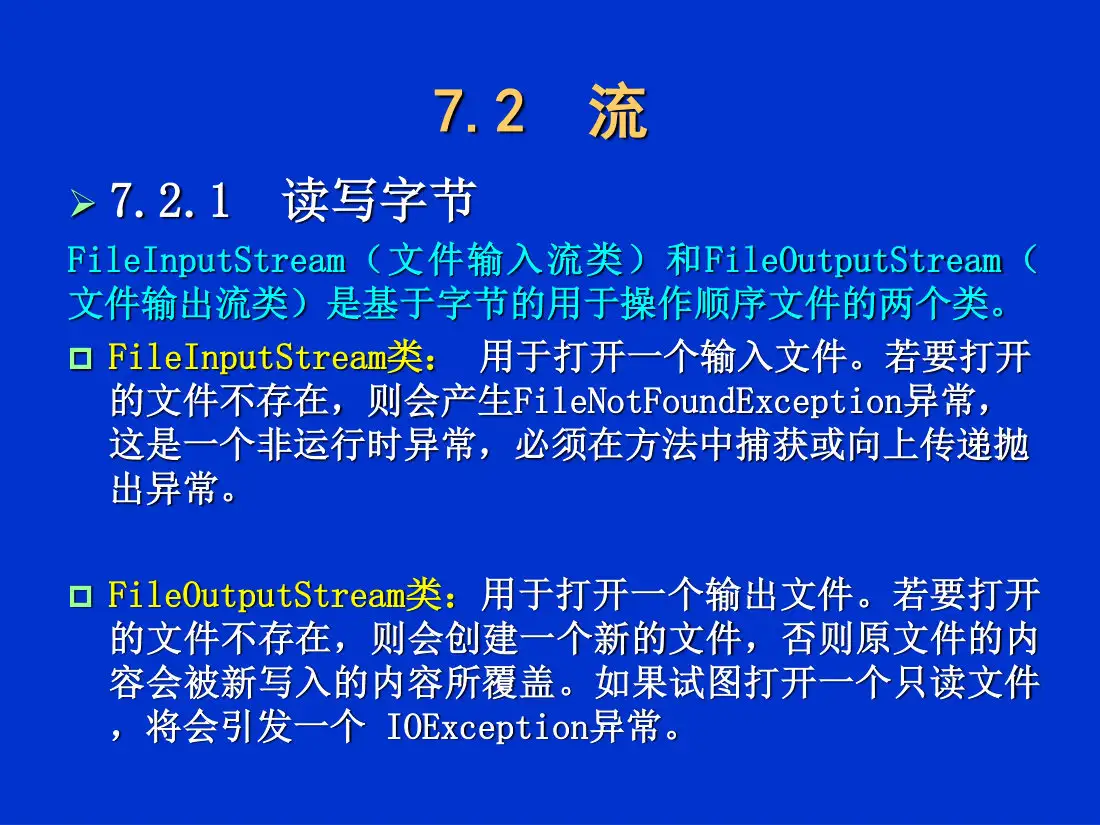 7.2 流
7.2.1 读写字节
FileInputStream（文件输入流类）和FileOutputStream（
文件输出流类）是基于字节的用于操作顺序文件的两个类。
FileInputStream类： 用于打开一个输入文件。若要打开
的文件不存在，则会产生FileNotFoundException异常，
这是一个非运行时异常，必须在方法中捕获或向上传递抛
出异常。
FileOutputStream类：用于打开一个输出文件。若要打开
的文件不存在，则会创建一个新的文件，否则原文件的内
容会被新写入的内容所覆盖。如果试图打开一个只读文件
，将会引发一个 IOException异常。